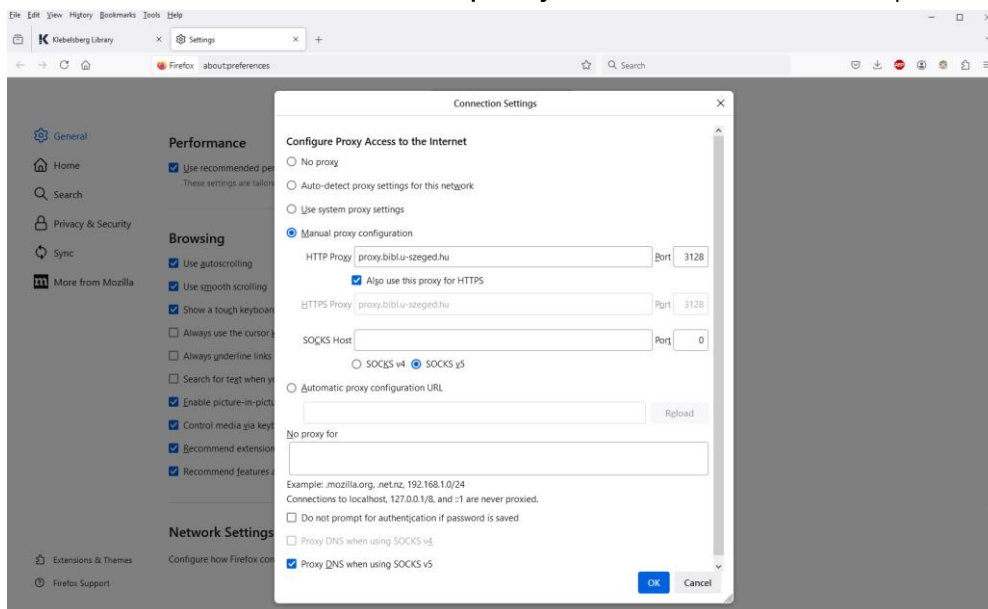 File Edit View History Bookmarks Tools Help
Klebelsberg Library × Settings × +
Firefox about:preferences Search
Connection Settings ×
Configure Proxy Access to the Internet
No proxy
Auto-detect proxy settings for this network
Use system proxy settings
Manual proxy configuration
HTTP Proxy proxy.bibl.u-szeged.hu Port 3128
Also use this proxy for HTTPS
HTTPS Proxy proxy.bibl.u-szeged.hu Port 3128
SOCKS Host Port 0
SOCKS v4 SOCKS v5
Automatic proxy configuration URL
Reload
No proxy for
Example: .mozilla.org, .net.nz, 192.168.1.0/24
Connections to localhost, 127.0.0.1/8, and ::1 are never proxied.
Do not prompt for authentication if password is saved
Proxy DNS when using SOCKS v4
Proxy DNS when using SOCKS v5
OK Cancel
General
Home
Search
Privacy & Security
Sync
More from Mozilla
Extensions & Themes
Firefox Support
Performance
Use recommended per
These settings are tailor
Browsing
Use autoscrolling
Use smooth scrolling
Show a touch keyboar
Always use the cursor
Always underline links
Search for text when y
Enable picture-in-pictu
Control media via keyb
Recommend extension
Recommend features a
Network Settings
Configure how Firefox con